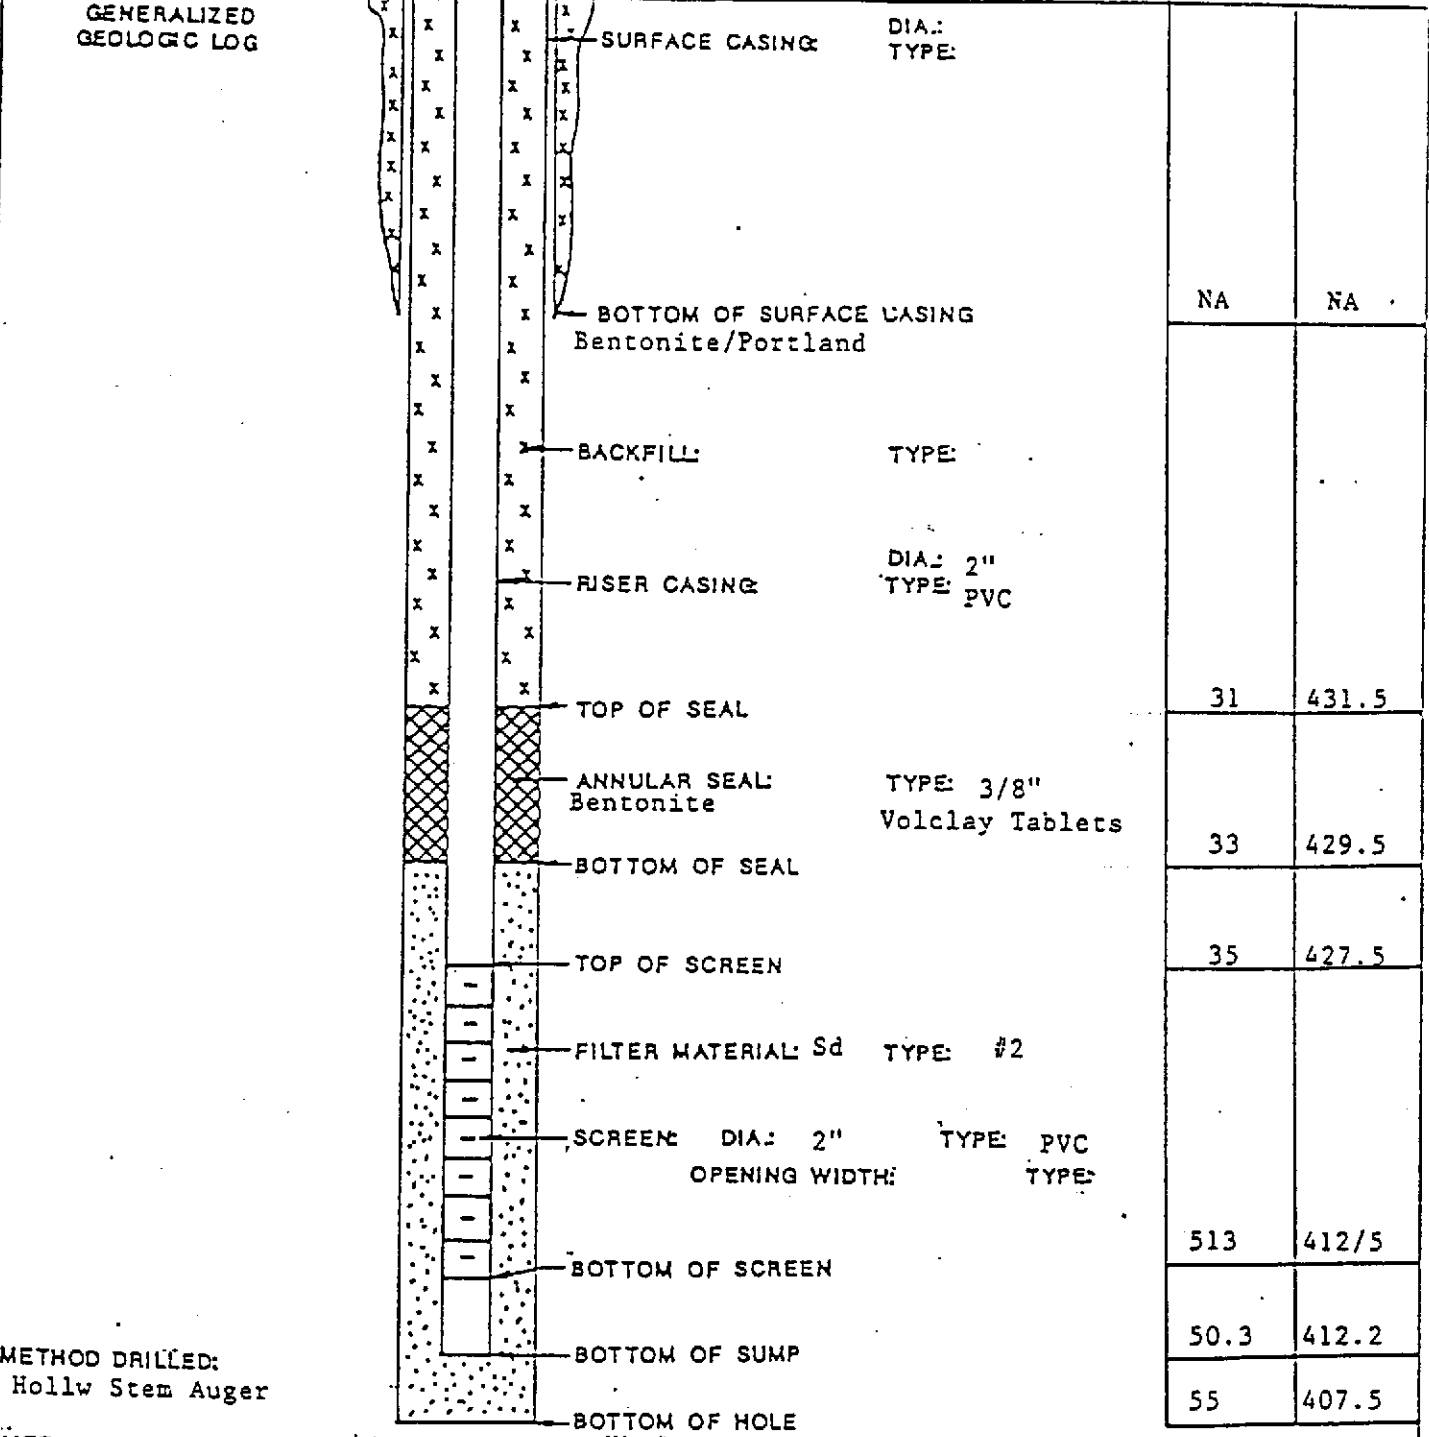 GENERALIZED
GEOLOGIC LOG
SURFACE CASING: DIA.:
TYPE:
NA NA
BOTTOM OF SURFACE CASING
Bentonite/Portland
BACKFILL: TYPE:
DIA.: 2"
RISER CASING: TYPE: PVC
31 431.5
TOP OF SEAL
ANNULAR SEAL: TYPE: 3/8"
Bentonite Volclay Tablets
33 429.5
BOTTOM OF SEAL
35 427.5
TOP OF SCREEN
FILTER MATERIAL: Sd TYPE: #2
SCREEN: DIA.: 2" TYPE: PVC
OPENING WIDTH: TYPE:
513 412/5
BOTTOM OF SCREEN
50.3 412.2
BOTTOM OF SUMP
METHOD DRILLED:
Hollw Stem Auger
55 407.5
BOTTOM OF HOLE